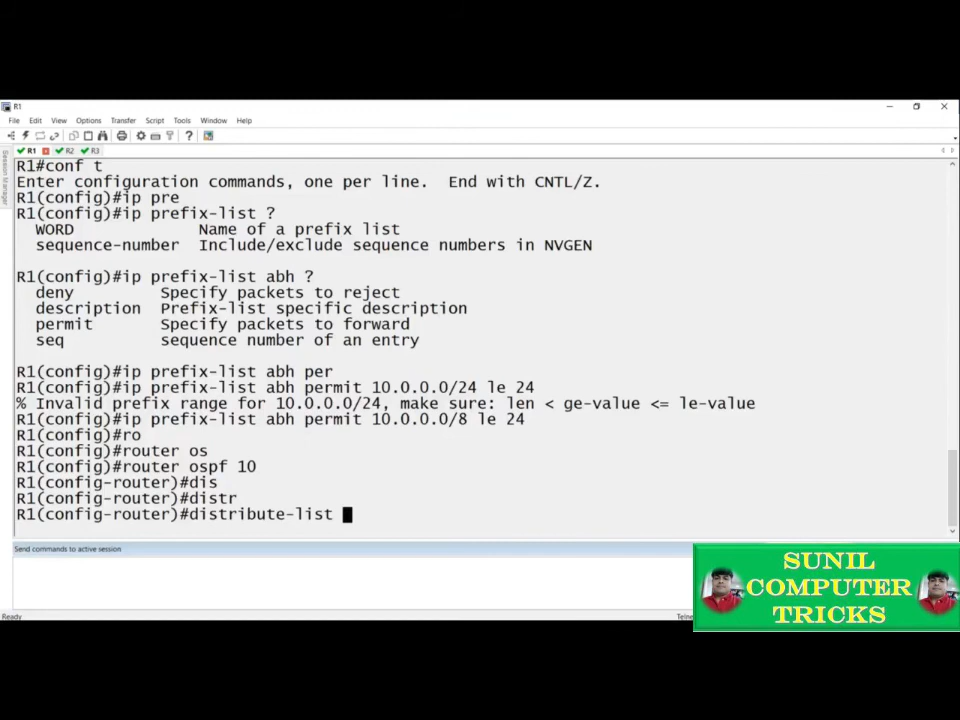 R1
File Edit View Options Transfer Script Tools Window Help
R1 R2 R3
Session Manager
R1#conf t
Enter configuration commands, one per line.  End with CNTL/Z.
R1(config)#ip pre
R1(config)#ip prefix-list ?
  WORD             Name of a prefix list
  sequence-number  Include/exclude sequence numbers in NVGEN
R1(config)#ip prefix-list abh ?
  deny         Specify packets to reject
  description  Prefix-list specific description
  permit       Specify packets to forward
  seq          sequence number of an entry
R1(config)#ip prefix-list abh per
R1(config)#ip prefix-list abh permit 10.0.0.0/24 le 24
% Invalid prefix range for 10.0.0.0/24, make sure: len < ge-value <= le-value
R1(config)#ip prefix-list abh permit 10.0.0.0/8 le 24
R1(config)#ro
R1(config)#router os
R1(config)#router ospf 10
R1(config-router)#dis
R1(config-router)#distr
R1(config-router)#distribute-list
Send commands to active session
Ready
Telne
SUNIL
COMPUTER
TRICKS